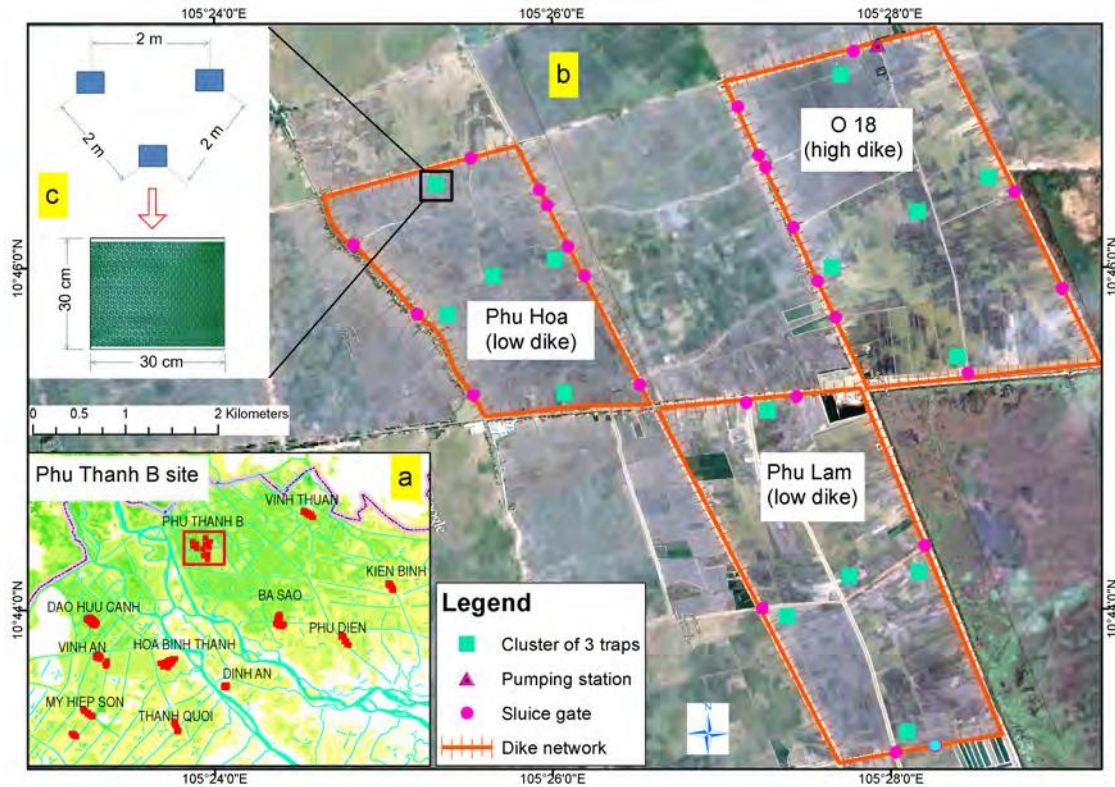 105°24'0"E
105°26'0"E
105°28'0"E
2 m
2 m
2 m
c
30 cm
30 cm
b
O 18
(high dike)
Phu Hoa
(low dike)
Phu Lam
(low dike)
10°46'0"N
10°46'0"N
0 0.5 1 2 Kilometers
Phu Thanh B site
a
VINH THUAN
PHU THANH B
KIEN BINH
BA SAO
DAO HUU CANH
PHU DIEN
VINH AN
HOA BINH THANH
DINH AN
MY HIEP SON
THANH QUOI
Google
10°44'0"N
10°44'0"N
Legend
Cluster of 3 traps
Pumping station
Sluice gate
Dike network
105°24'0"E
105°26'0"E
105°28'0"E